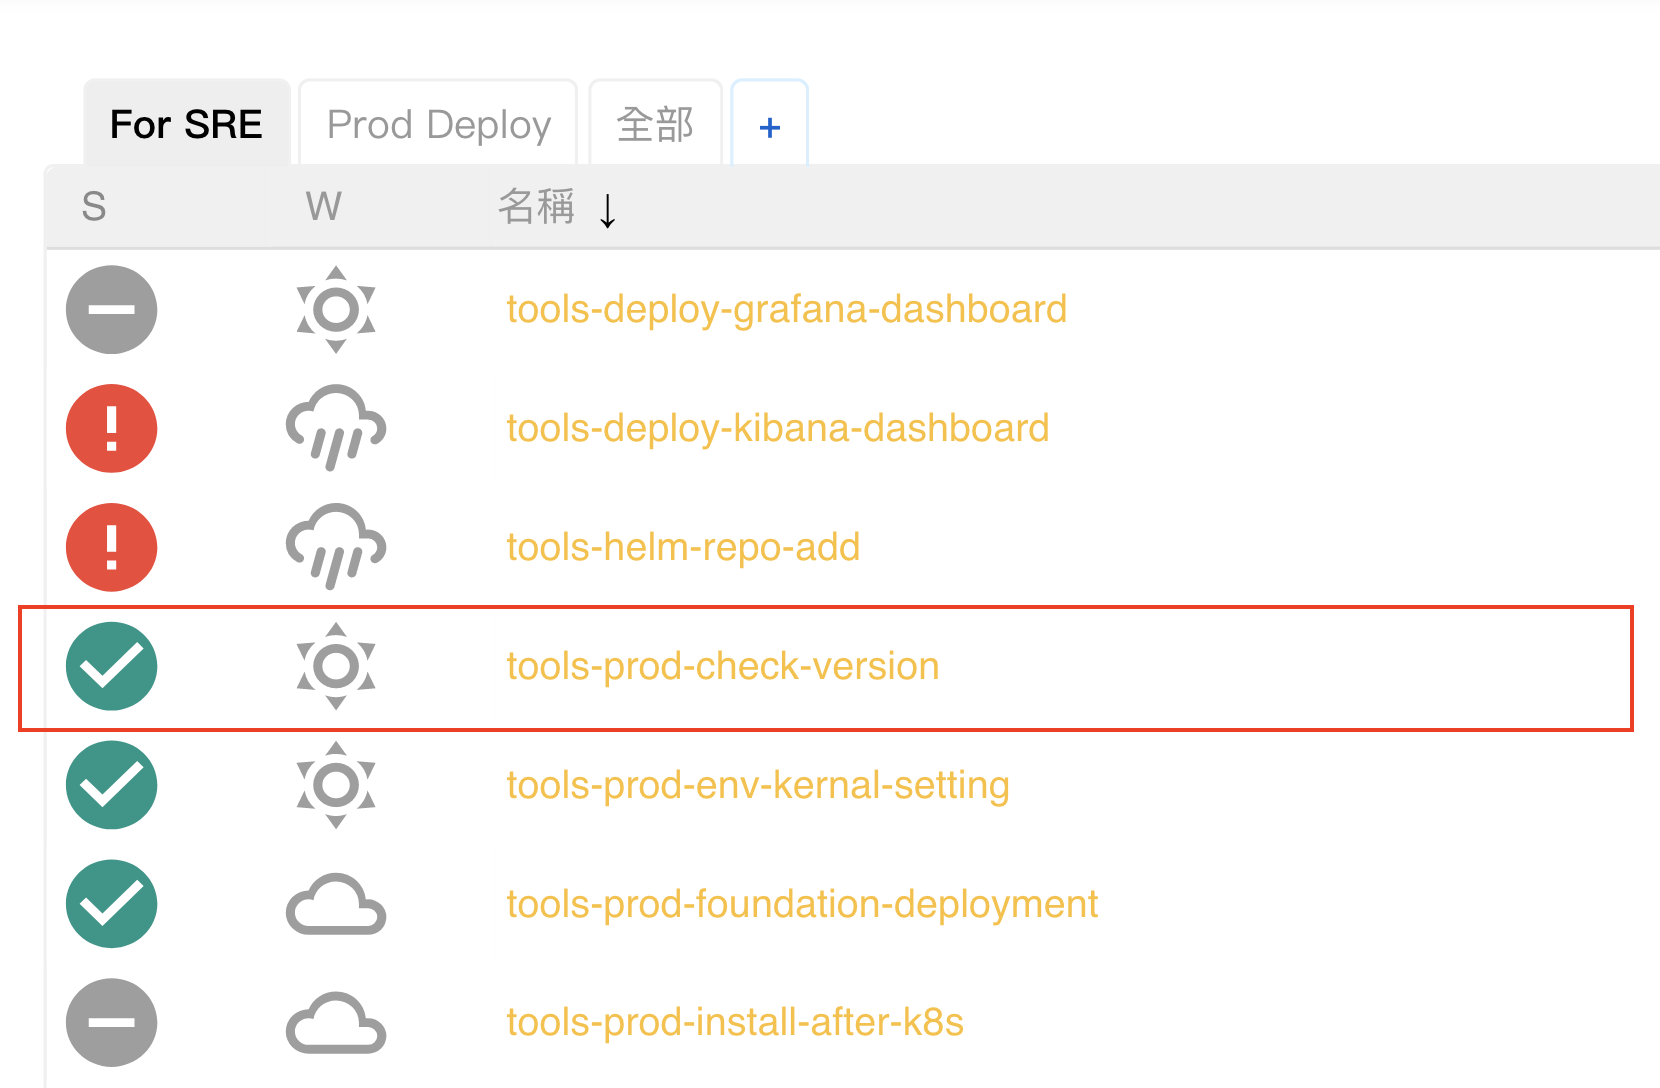 For SRE Prod Deploy 全部 +
S W 名稱 ↓
tools-deploy-grafana-dashboard
tools-deploy-kibana-dashboard
tools-helm-repo-add
tools-prod-check-version
tools-prod-env-kernal-setting
tools-prod-foundation-deployment
tools-prod-install-after-k8s